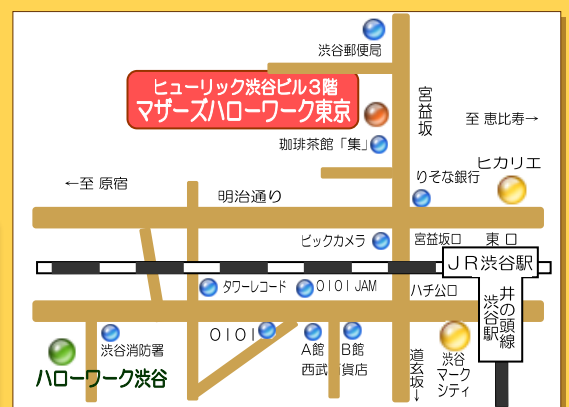 渋谷郵便局
ヒューリック渋谷ビル3階
マザーズハローワーク東京
宮益坂
至 恵比寿→
珈琲茶館「集」
ヒカリエ
りそな銀行
←至 原宿
明治通り
ビックカメラ
宮益坂口
東口
JR渋谷駅
タワーレコード
0101 JAM
ハチ公口
井の頭線
渋谷駅
0101
渋谷消防署
A館
B館
西武 貨店
道玄坂↓
渋谷
マーク
シティ
ハローワーク渋谷